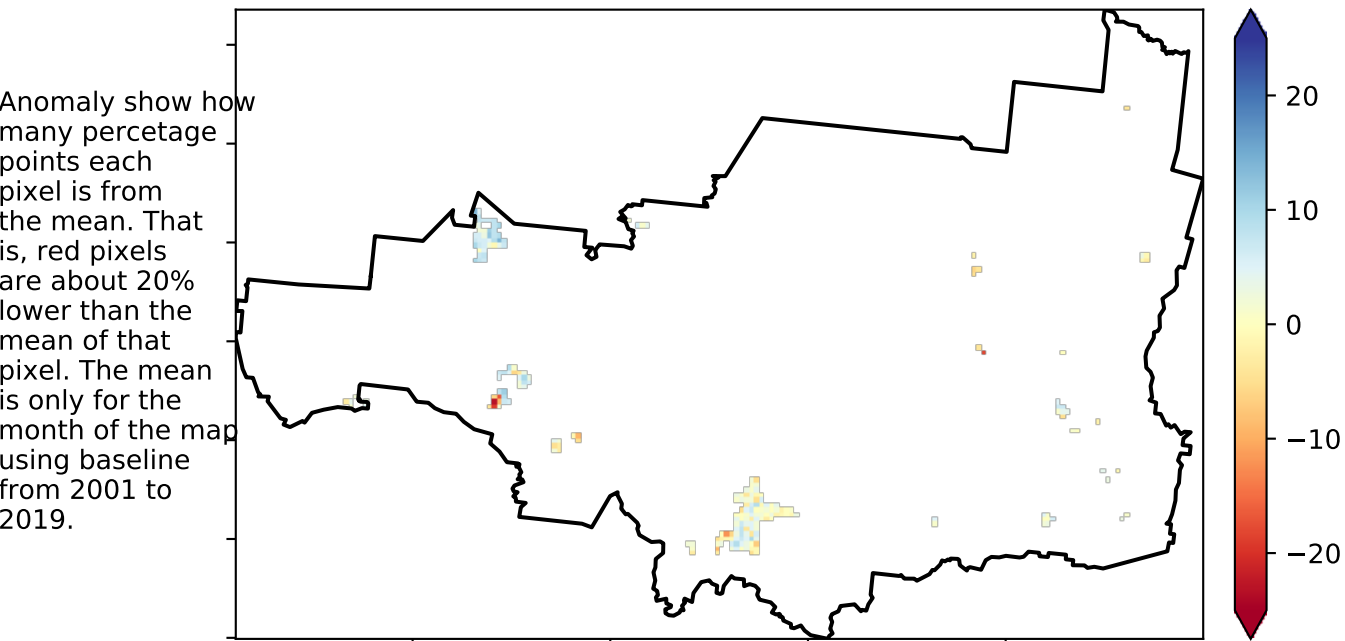 Anomaly show how
many percetage
points each
pixel is from
the mean. That
is, red pixels
are about 20%
lower than the
mean of that
pixel. The mean
is only for the
month of the map
using baseline
from 2001 to
2019.
20
10
0
−10
−20